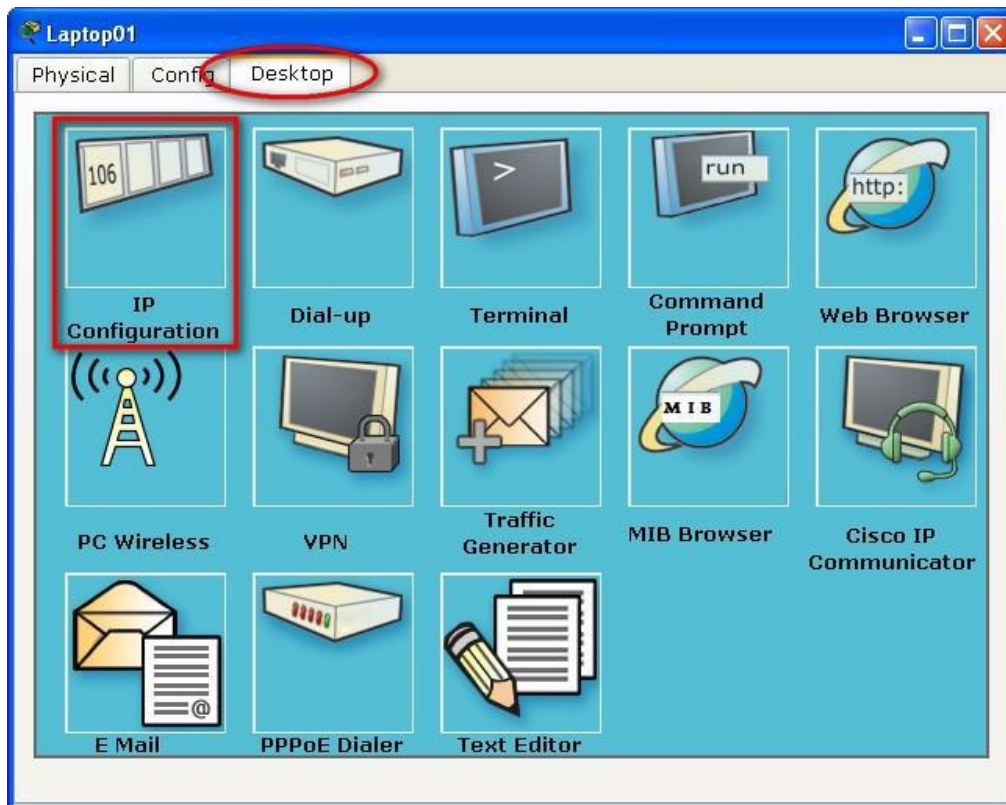 Laptop01
Physical Config Desktop
106
>
run
http:
IP
Configuration
Dial-up
Terminal
Command
Prompt
Web Browser
MIB
PC Wireless
VPN
Traffic
Generator
MIB Browser
Cisco IP
Communicator
@
E Mail
PPPoE Dialer
Text Editor